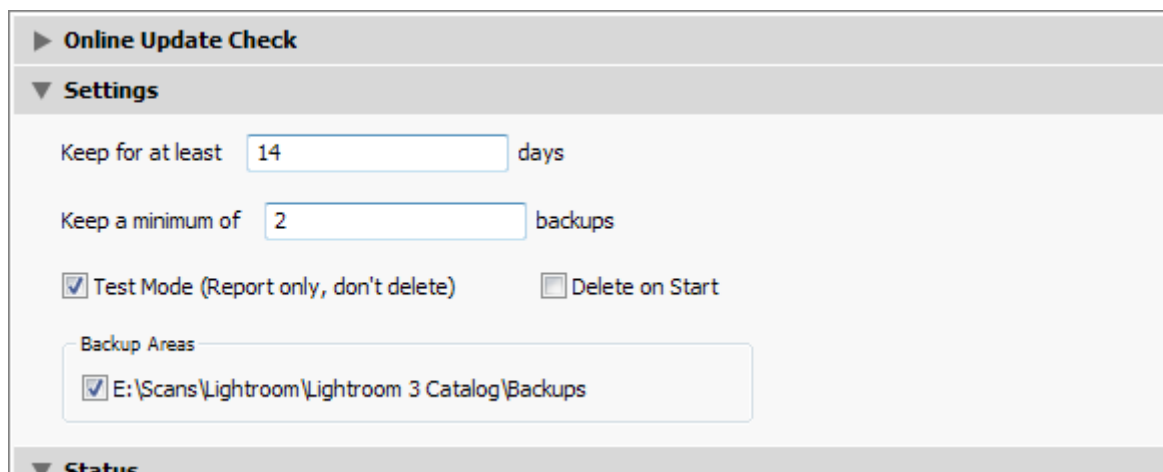 Online Update Check
Settings
Keep for at least 14 days
Keep a minimum of 2 backups
Test Mode (Report only, don't delete) Delete on Start
Backup Areas
E:\Scans\Lightroom\Lightroom 3 Catalog\Backups
Status